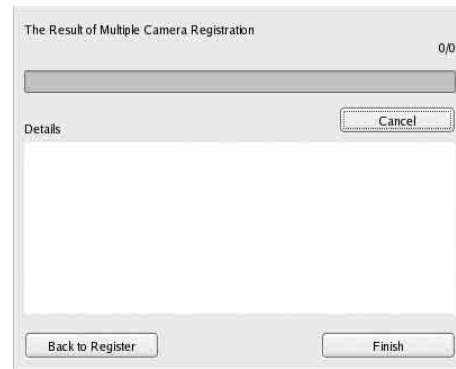 The Result of Multiple Camera Registration
0/0
Cancel
Details
Back to Register
Finish